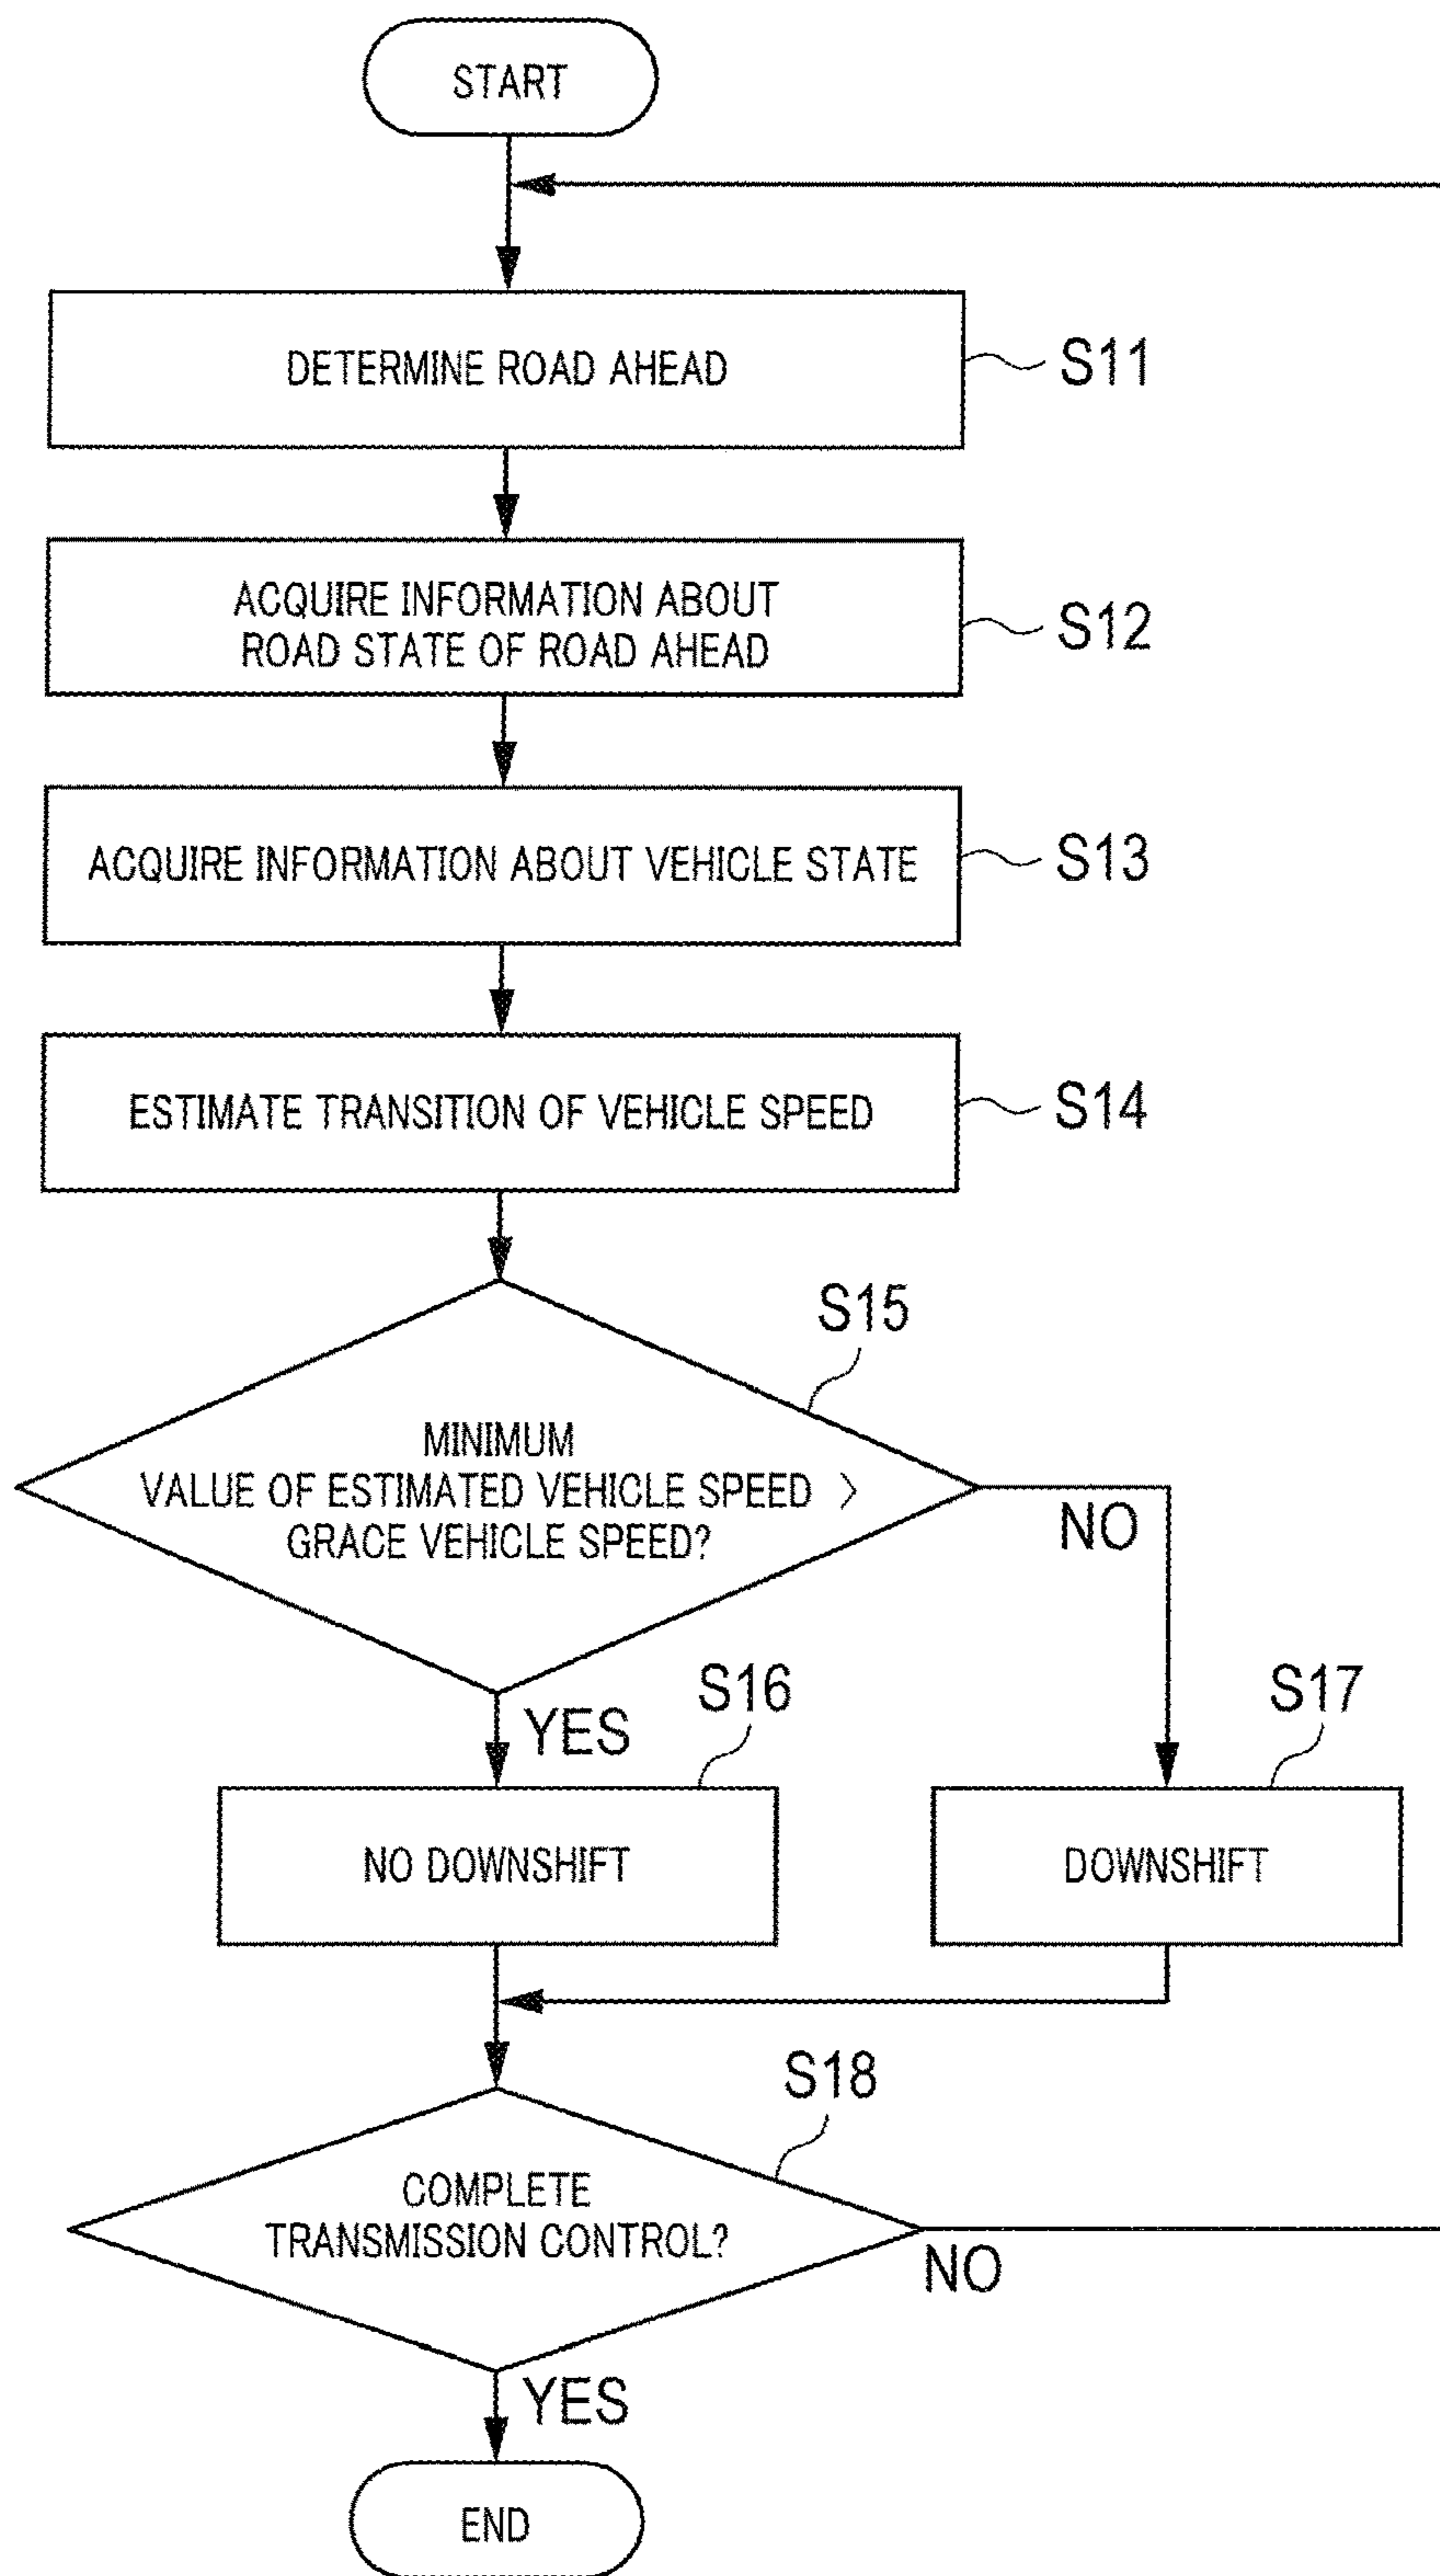 START
DETERMINE ROAD AHEAD
S11
ACQUIRE INFORMATION ABOUT
ROAD STATE OF ROAD AHEAD
S12
ACQUIRE INFORMATION ABOUT VEHICLE STATE
S13
ESTIMATE TRANSITION OF VEHICLE SPEED
S14
S15
MINIMUM
VALUE OF ESTIMATED VEHICLE SPEED >
GRACE VEHICLE SPEED?
NO
YES
S16
NO DOWNSHIFT
S17
DOWNSHIFT
S18
COMPLETE
TRANSMISSION CONTROL?
NO
YES
END